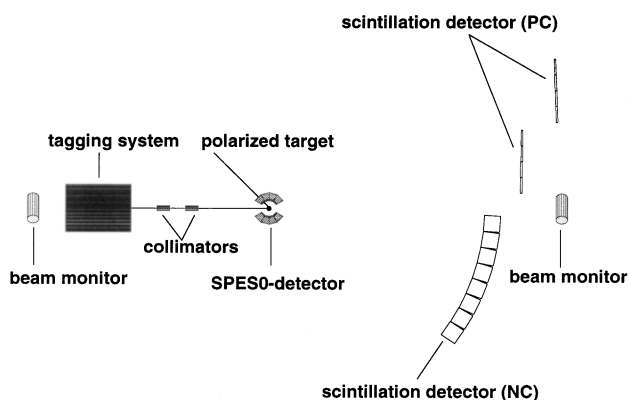 scintillation detector (PC)
tagging system
polarized target
collimators
beam monitor
SPES0-detector
beam monitor
scintillation detector (NC)